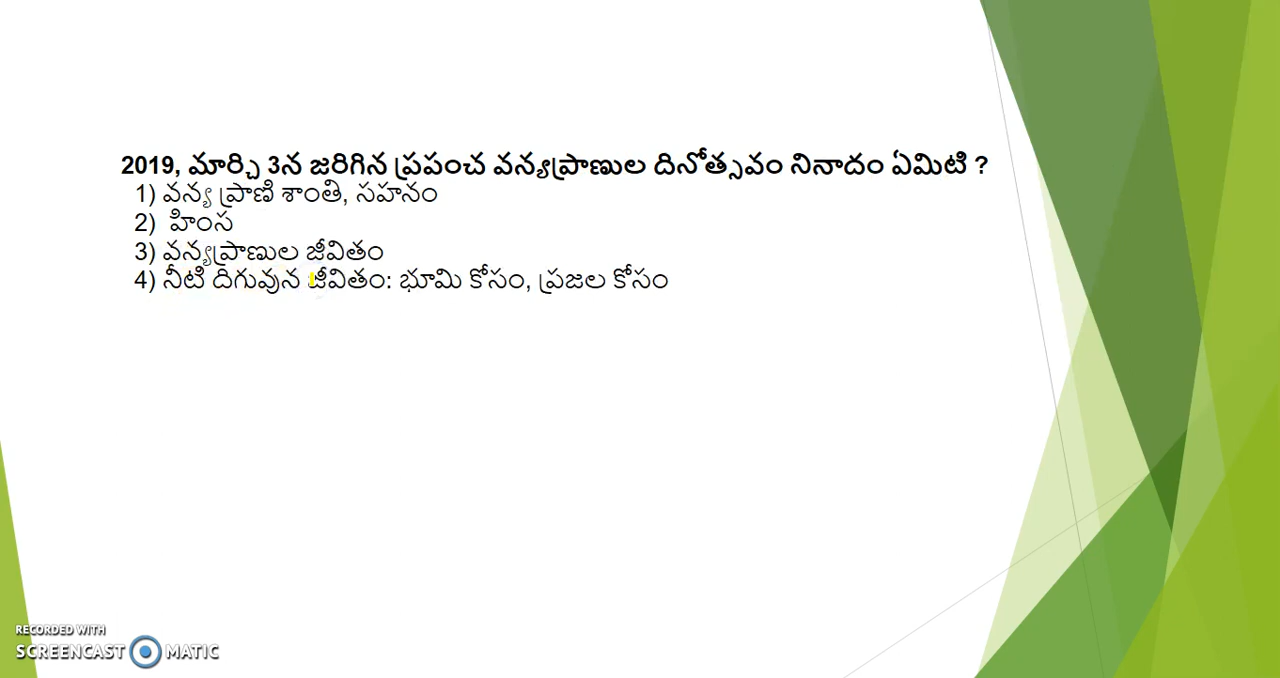 2019, మార్చి 3న జరిగిన ప్రపంచ వన్యప్రాణుల దినోత్సవం నినాదం ఏమిటి ?
1) వన్య ప్రాణి శాంతి, సహనం
2) హింస
3) వన్యప్రాణుల జీవితం
4) నీటి దిగువున జీవితం: భూమి కోసం, ప్రజల కోసం
RECORDED WITH
SCREENCAST MATIC